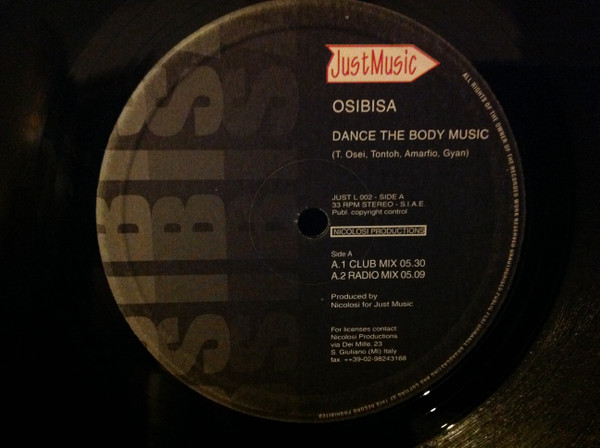 JustMusic
OSIBISA
DANCE THE BODY MUSIC
(T. Osei, Tontoh, Amarfio, Gyan)
JUST L 002 - SIDE A
33 RPM STEREO - S.I.A.E.
Publ. copyright control
NICOLOSI PRODUCTIONS
Side A
A.1 CLUB MIX 05.30
A.2 RADIO MIX 05.09
Produced by
Nicolosi for Just Music
For licenses contact:
Nicolosi Productions
via Dei Mille, 23
S. Giuliano (MI) Italy
fax. ++39-02-98243168
ALL RIGHTS OF THE OWNER OF THE RECORDED WORK RESERVED
OSIBISA